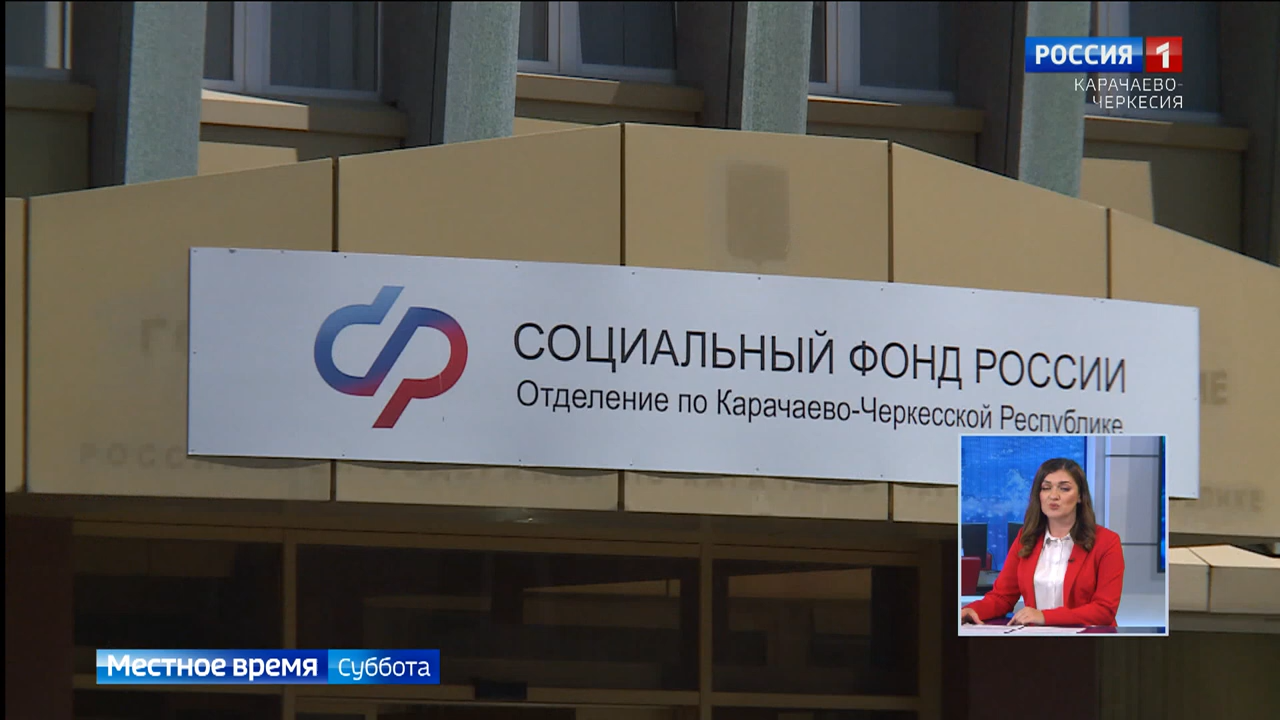 РОССИЯ 1
КАРАЧАЕВО-
ЧЕРКЕСИЯ
СОЦИАЛЬНЫЙ ФОНД РОССИИ
Отделение по Карачаево-Черкесской Республике
Местное время Суббота